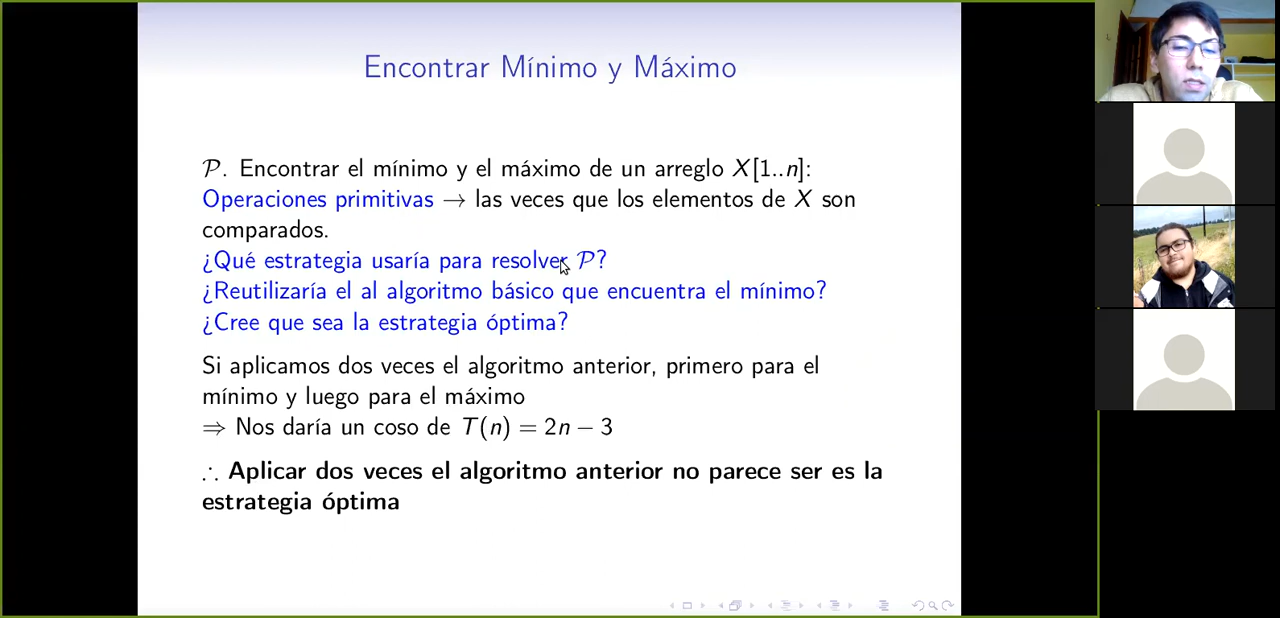 Encontrar Mínimo y Máximo
𝒫. Encontrar el mínimo y el máximo de un arreglo X[1..n]:
Operaciones primitivas → las veces que los elementos de X son
comparados.
¿Qué estrategia usaría para resolver 𝒫?
¿Reutilizaría el al algoritmo básico que encuentra el mínimo?
¿Cree que sea la estrategia óptima?
Si aplicamos dos veces el algoritmo anterior, primero para el
mínimo y luego para el máximo
⇒ Nos daría un coso de T(n) = 2n − 3
∴ Aplicar dos veces el algoritmo anterior no parece ser es la
estrategia óptima